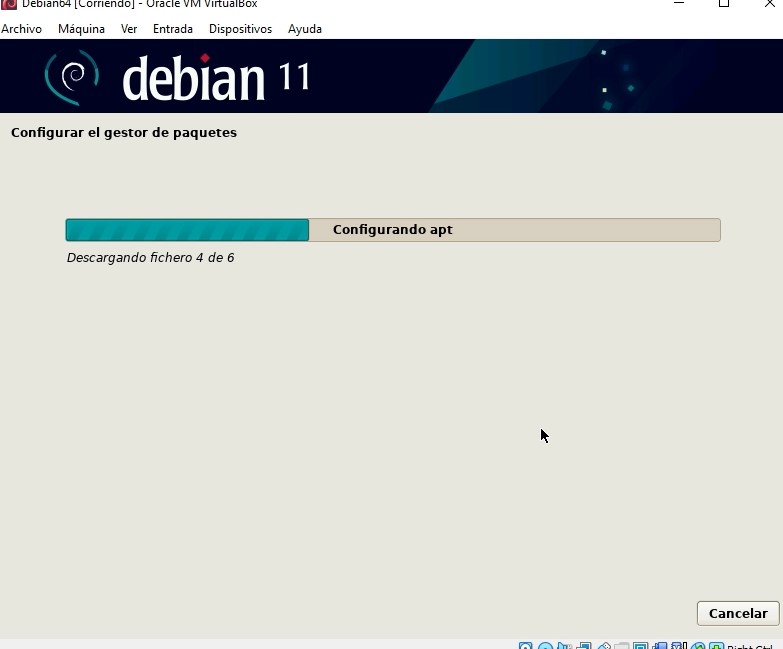 Debian64 [Corriendo] - Oracle VM VirtualBox
Archivo Máquina Ver Entrada Dispositivos Ayuda
debian 11
Configurar el gestor de paquetes
Configurando apt
Descargando fichero 4 de 6
Cancelar
Right Ctrl